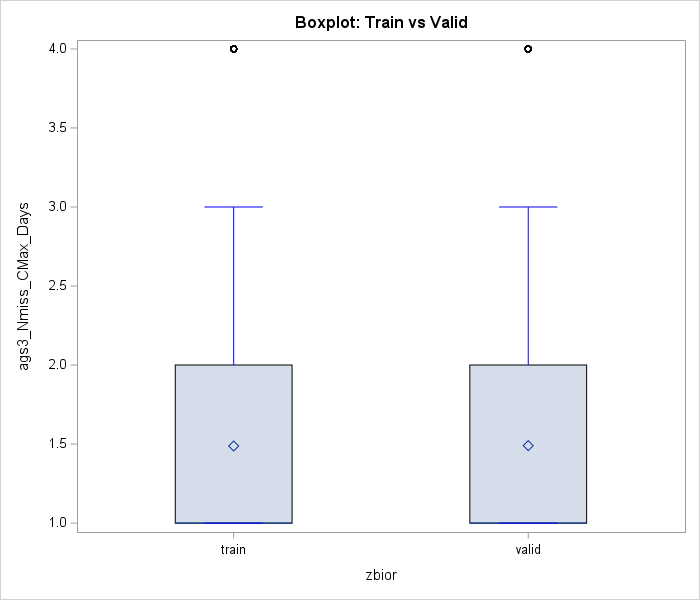 Boxplot: Train vs Valid
ags3_Nmiss_CMax_Days
4.0
3.5
3.0
2.5
2.0
1.5
1.0
train
valid
zbior